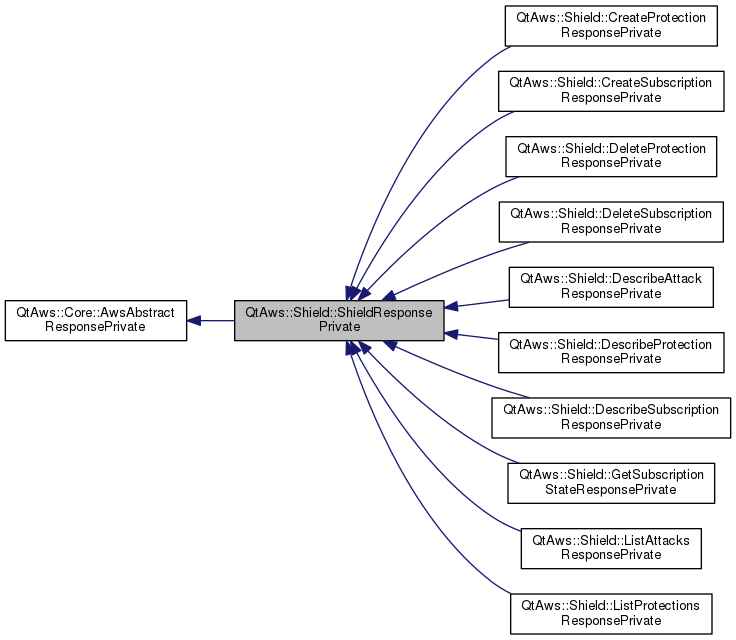 QtAws::Core::AwsAbstract
ResponsePrivate
QtAws::Shield::ShieldResponse
Private
QtAws::Shield::CreateProtection
ResponsePrivate
QtAws::Shield::CreateSubscription
ResponsePrivate
QtAws::Shield::DeleteProtection
ResponsePrivate
QtAws::Shield::DeleteSubscription
ResponsePrivate
QtAws::Shield::DescribeAttack
ResponsePrivate
QtAws::Shield::DescribeProtection
ResponsePrivate
QtAws::Shield::DescribeSubscription
ResponsePrivate
QtAws::Shield::GetSubscription
StateResponsePrivate
QtAws::Shield::ListAttacks
ResponsePrivate
QtAws::Shield::ListProtections
ResponsePrivate